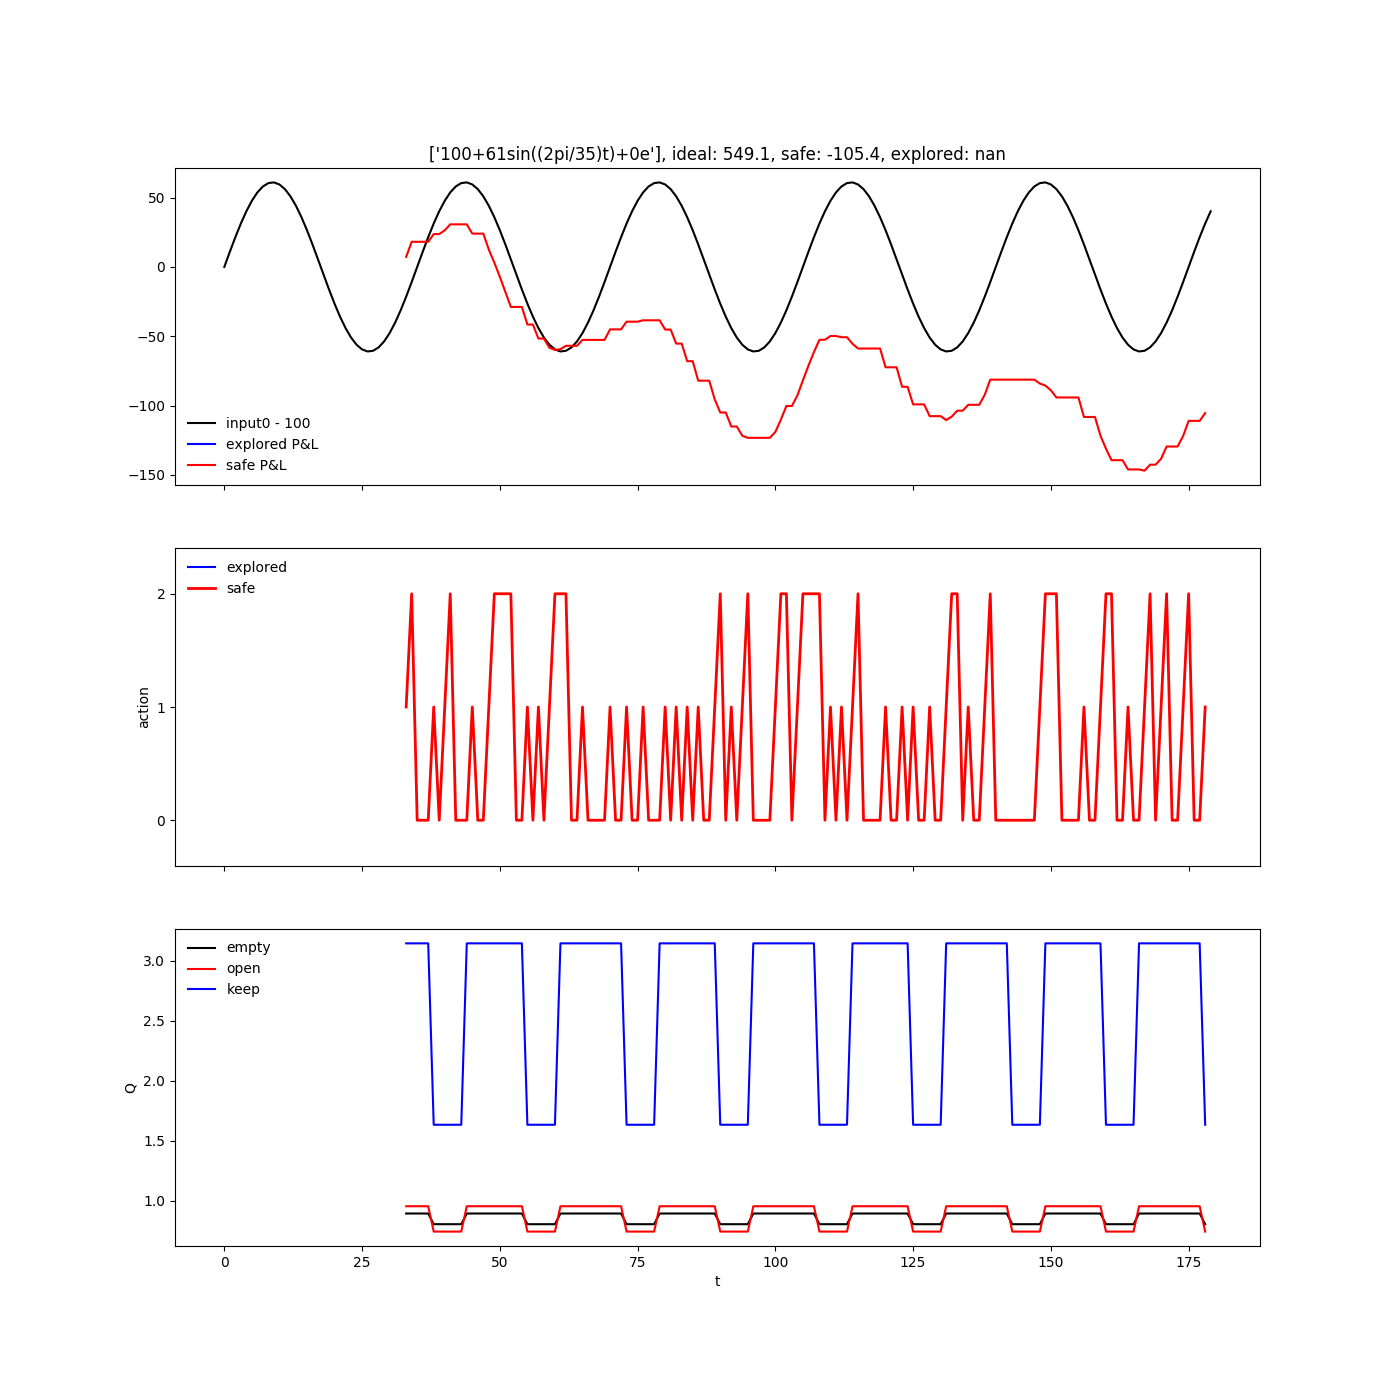 ['100+61sin((2pi/35)t)+0e'], ideal: 549.1, safe: -105.4, explored: nan
50
0
−50
−100
−150
input0 - 100
explored P&L
safe P&L
explored
safe
2
1
0
action
empty
open
keep
3.0
2.5
2.0
1.5
1.0
Q
0 25 50 75 100 125 150 175
t